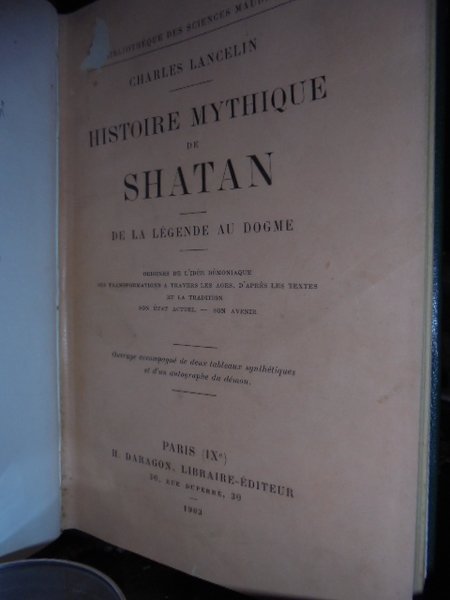 BIBLIOTHÈQUE DES SCIENCES MAUD
CHARLES LANCELIN
HISTOIRE MYTHIQUE
DE
SHATAN
DE LA LÉGENDE AU DOGME
ORIGINES DE L'IDÉE DÉMONIAQUE
SES TRANSFORMATIONS A TRAVERS LES AGES, D'APRÈS LES TEXTES
ET LA TRADITION
SON ÉTAT ACTUEL — SON AVENIR
Ouvrage accompagné de deux tableaux synthétiques
et d'un autographe du démon.
PARIS (IXe)
H. DARAGON, LIBRAIRE-ÉDITEUR
30, RUE DUPERRÉ, 30
1903